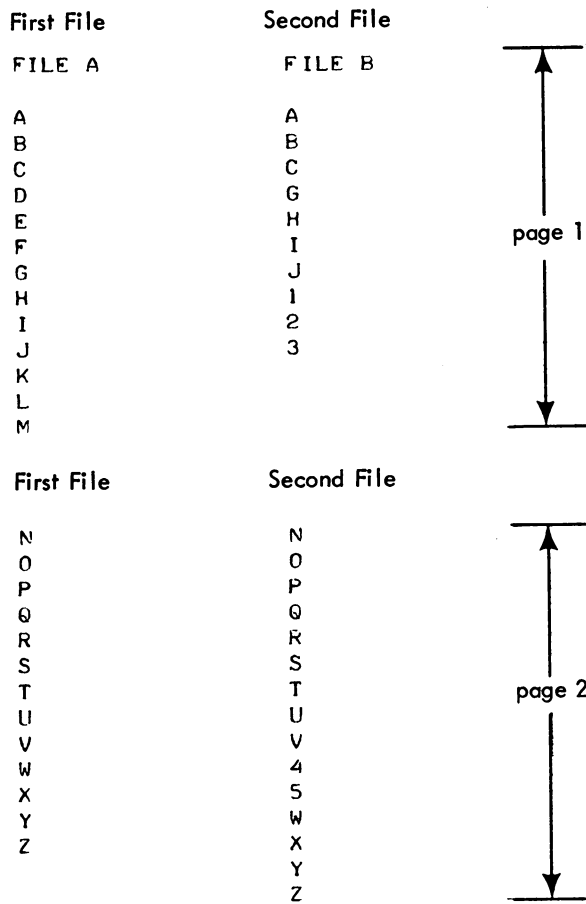 First File Second File
FILE A FILE B
A A
B B
C C
D G
E H
F I
G J
H 1
I 2
J 3
K
L
M
page 1
First File Second File
N N
O O
P P
Q Q
R R
S S
T T
U U
V V
W 4
X 5
Y W
Z X
Y
Z
page 2